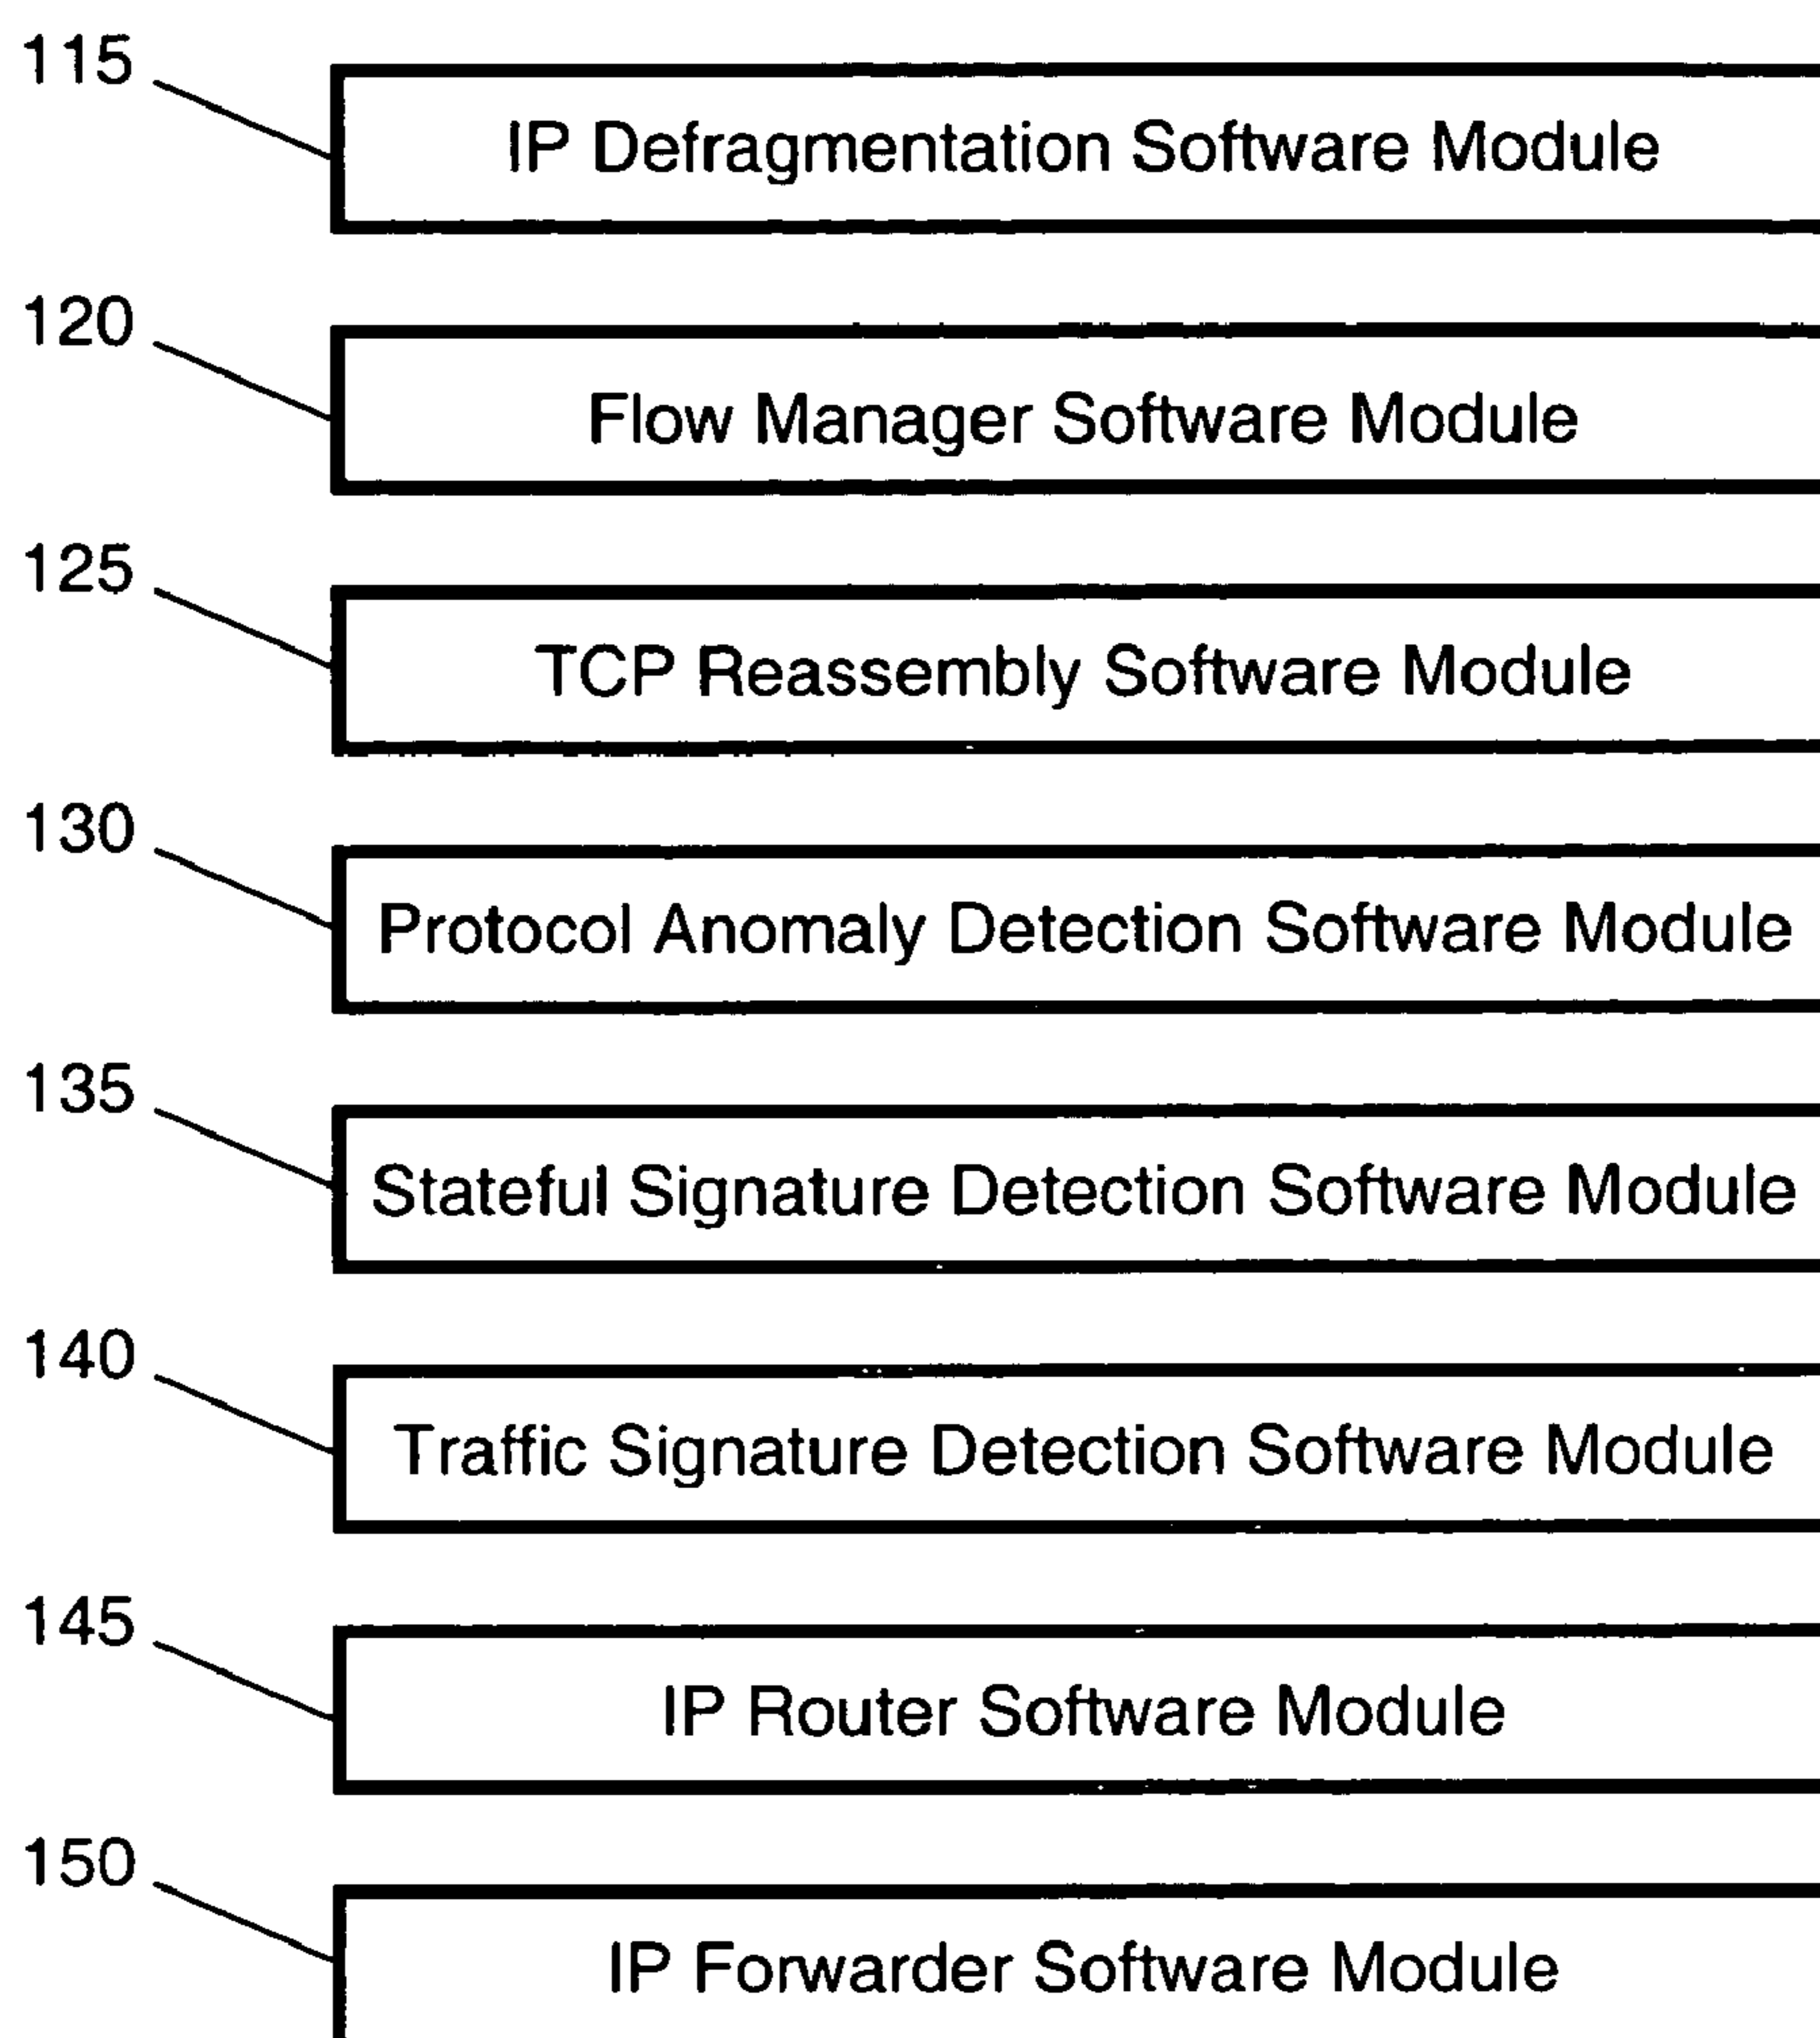 115
IP Defragmentation Software Module
120
Flow Manager Software Module
125
TCP Reassembly Software Module
130
Protocol Anomaly Detection Software Module
135
Stateful Signature Detection Software Module
140
Traffic Signature Detection Software Module
145
IP Router Software Module
150
IP Forwarder Software Module